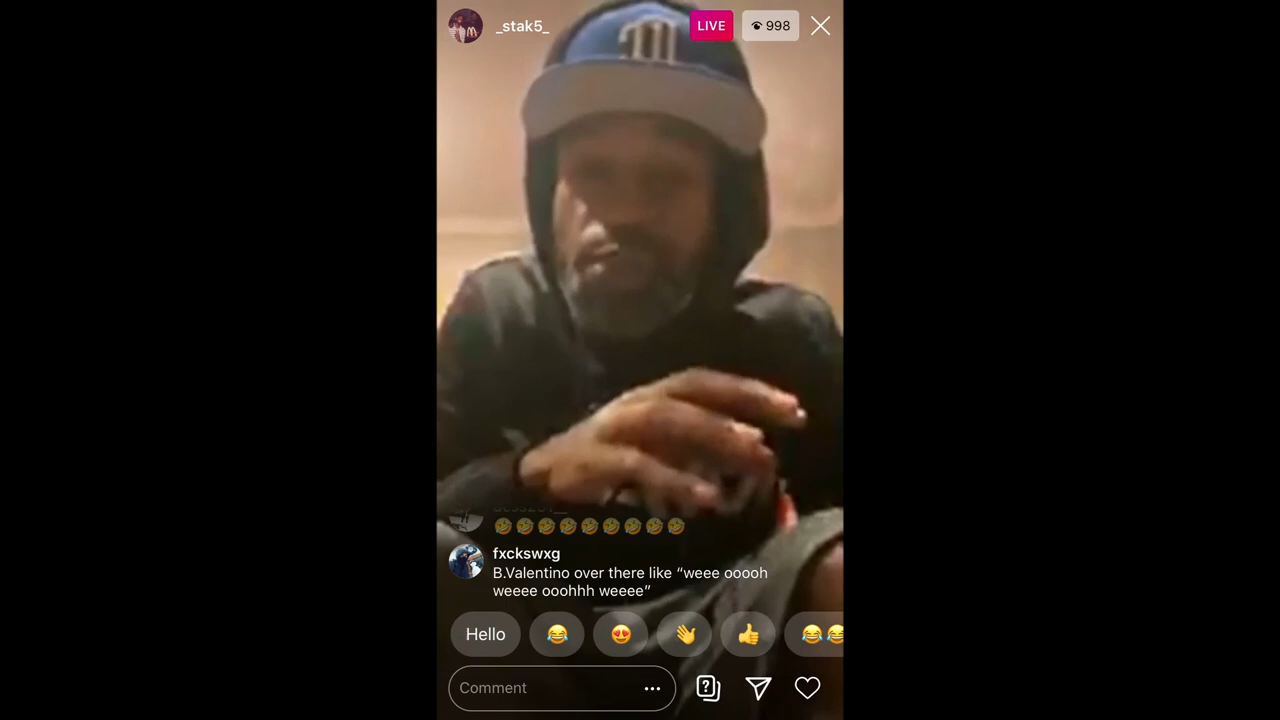 _stak5_
LIVE
998
fxckswxg
B.Valentino over there like “weee ooooh
weeee ooohhh weeee”
Hello
Comment